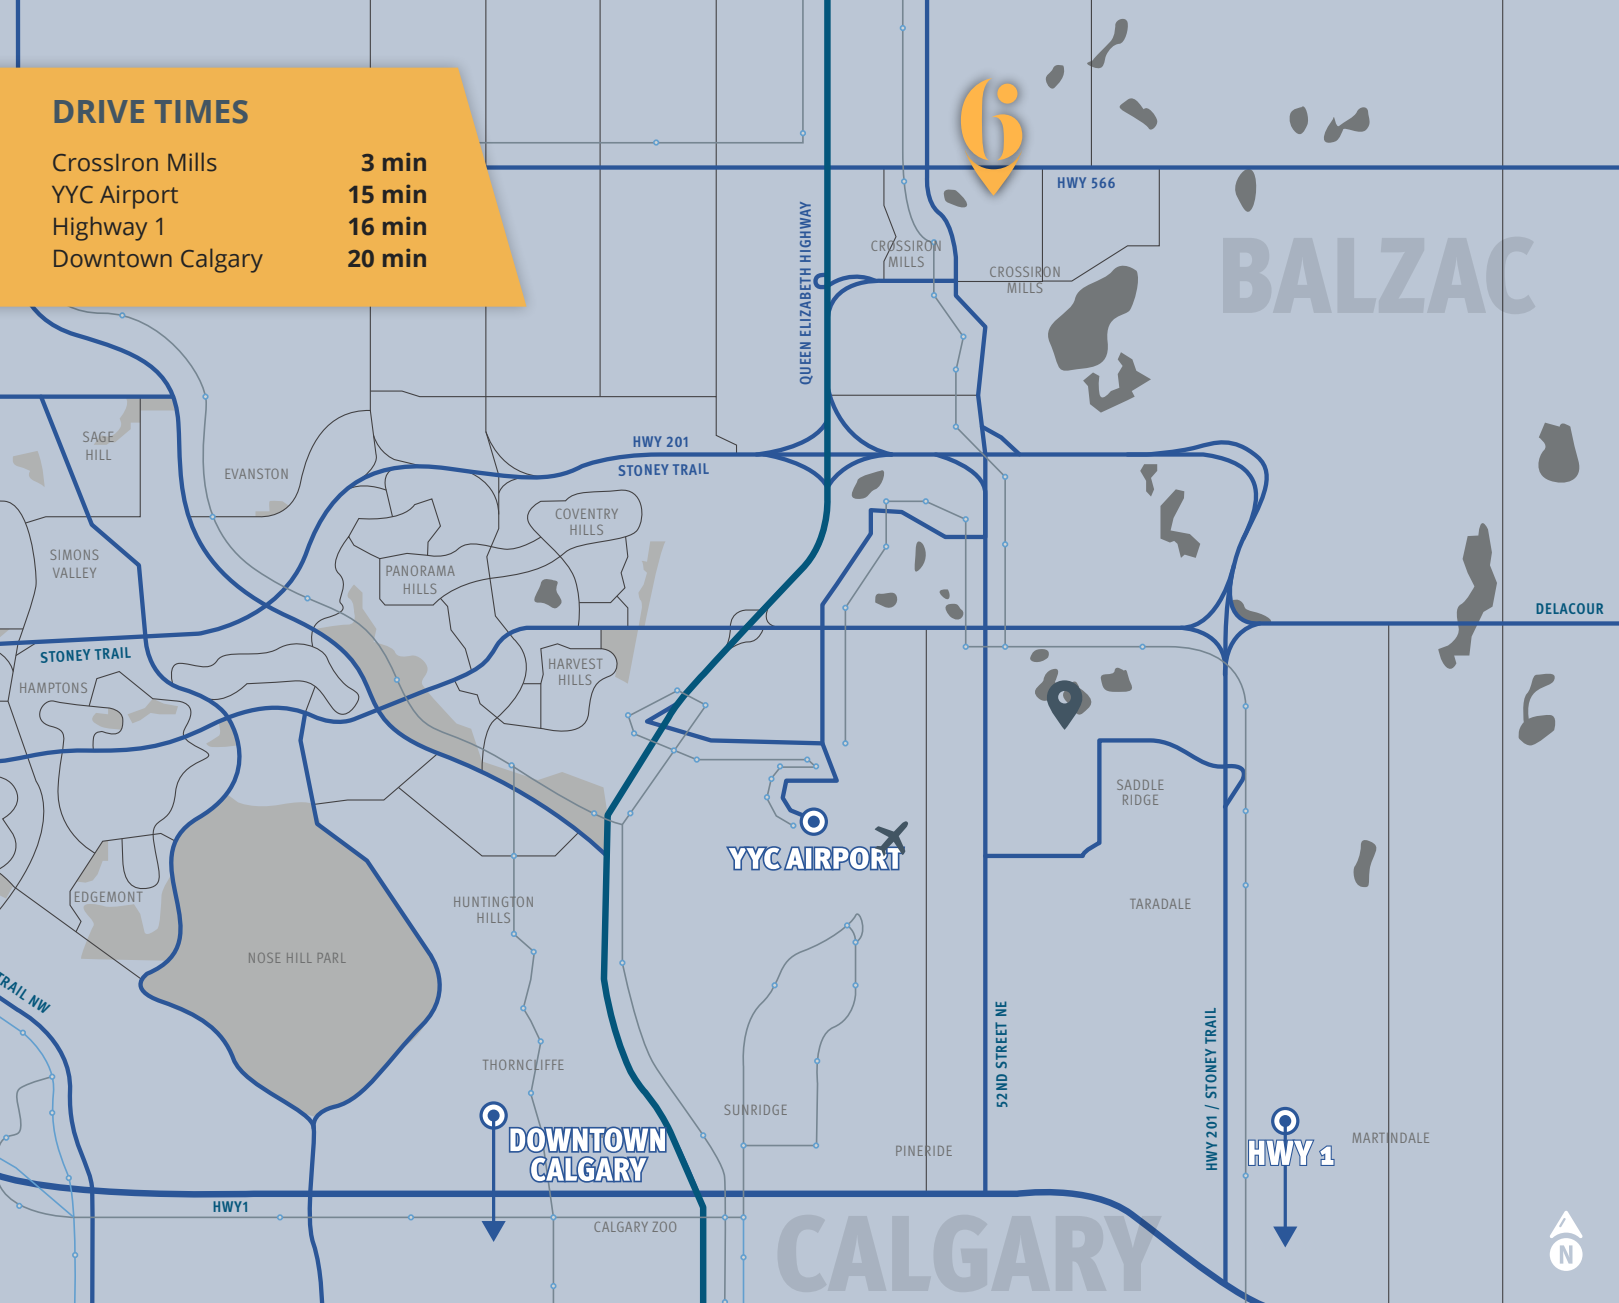 DRIVE TIMES
CrossIron Mills 3 min
YYC Airport 15 min
Highway 1 16 min
Downtown Calgary 20 min
6
HWY 566
QUEEN ELIZABETH HIGHWAY
CROSSIRON
MILLS
CROSSIRON
MILLS
BALZAC
SAGE
HILL
EVANSTON
HWY 201
STONEY TRAIL
COVENTRY
HILLS
SIMONS
VALLEY
PANORAMA
HILLS
DELACOUR
STONEY TRAIL
HAMPTONS
HARVEST
HILLS
SADDLE
RIDGE
YYC AIRPORT
EDGEMONT
HUNTINGTON
HILLS
TARADALE
NOSE HILL PARL
TRAIL NW
52ND STREET NE
HWY 201 / STONEY TRAIL
THORNCLIFFE
SUNRIDGE
DOWNTOWN
CALGARY
PINERIDE
HWY 1
MARTINDALE
HWY1
CALGARY ZOO
CALGARY
N